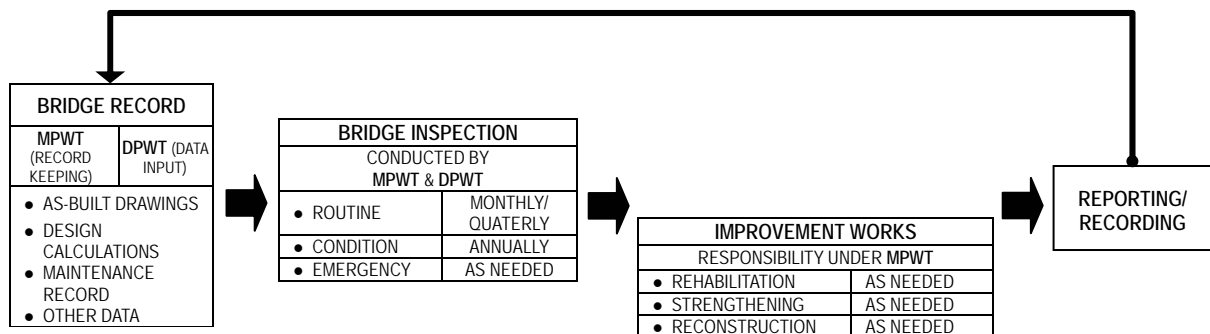 BRIDGE RECORD
MPWT
(RECORD
KEEPING)
DPWT (DATA
INPUT)
● AS-BUILT DRAWINGS
● DESIGN
CALCULATIONS
● MAINTENANCE
RECORD
● OTHER DATA
BRIDGE INSPECTION
CONDUCTED BY
MPWT & DPWT
● ROUTINE
MONTHLY/
QUATERLY
● CONDITION
ANNUALLY
● EMERGENCY
AS NEEDED
IMPROVEMENT WORKS
RESPONSIBILITY UNDER MPWT
● REHABILITATION
AS NEEDED
● STRENGTHENING
AS NEEDED
● RECONSTRUCTION
AS NEEDED
REPORTING/
RECORDING